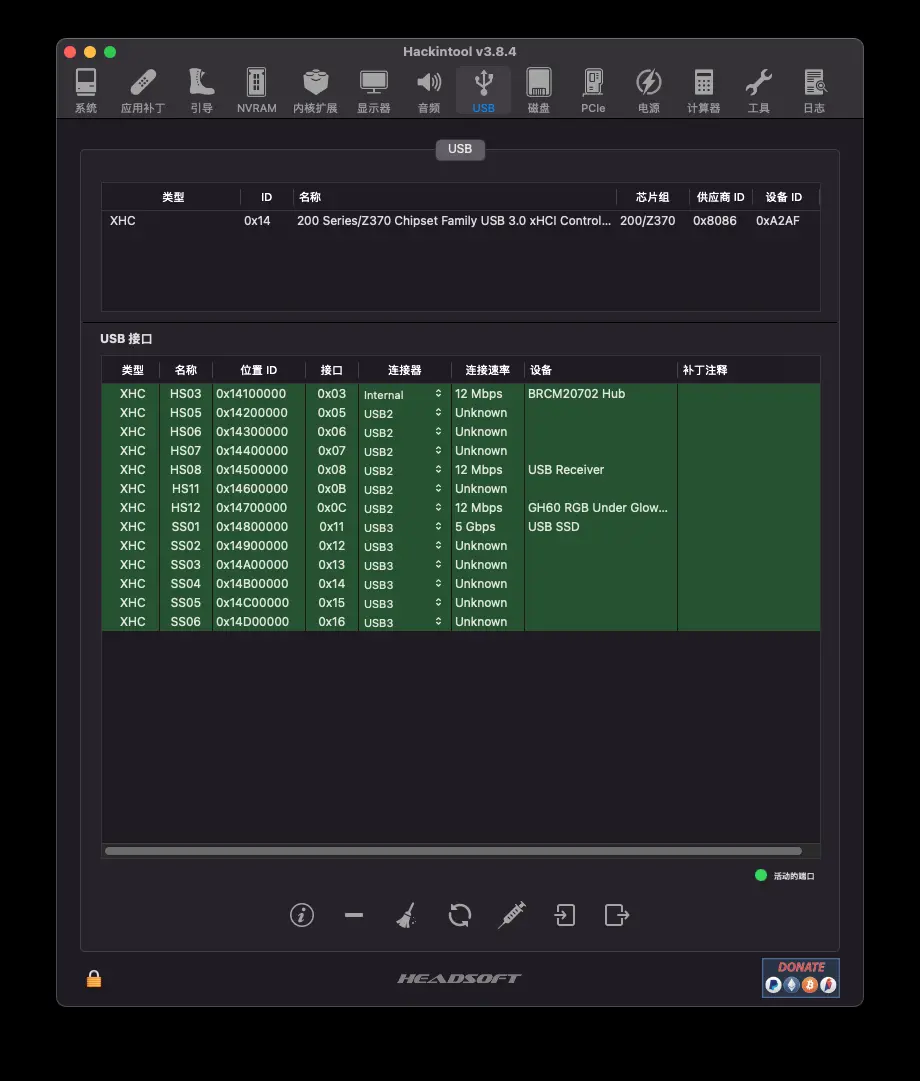 Hackintool v3.8.4
系统 应用补丁 引导 NVRAM 内核扩展 显示器 音频 USB 磁盘 PCIe 电源 计算器 工具 日志
USB
类型 ID 名称 芯片组 供应商 ID 设备 ID
XHC 0x14 200 Series/Z370 Chipset Family USB 3.0 xHCI Control... 200/Z370 0x8086 0xA2AF
USB 接口
类型 名称 位置 ID 接口 连接器 连接速率 设备 补丁注释
XHC HS03 0x14100000 0x03 Internal 12 Mbps BRCM20702 Hub
XHC HS05 0x14200000 0x05 USB2 Unknown
XHC HS06 0x14300000 0x06 USB2 Unknown
XHC HS07 0x14400000 0x07 USB2 Unknown
XHC HS08 0x14500000 0x08 USB2 12 Mbps USB Receiver
XHC HS11 0x14600000 0x0B USB2 Unknown
XHC HS12 0x14700000 0x0C USB2 12 Mbps GH60 RGB Under Glow...
XHC SS01 0x14800000 0x11 USB3 5 Gbps USB SSD
XHC SS02 0x14900000 0x12 USB3 Unknown
XHC SS03 0x14A00000 0x13 USB3 Unknown
XHC SS04 0x14B00000 0x14 USB3 Unknown
XHC SS05 0x14C00000 0x15 USB3 Unknown
XHC SS06 0x14D00000 0x16 USB3 Unknown
活动的端口
HEADSOFT
DONATE